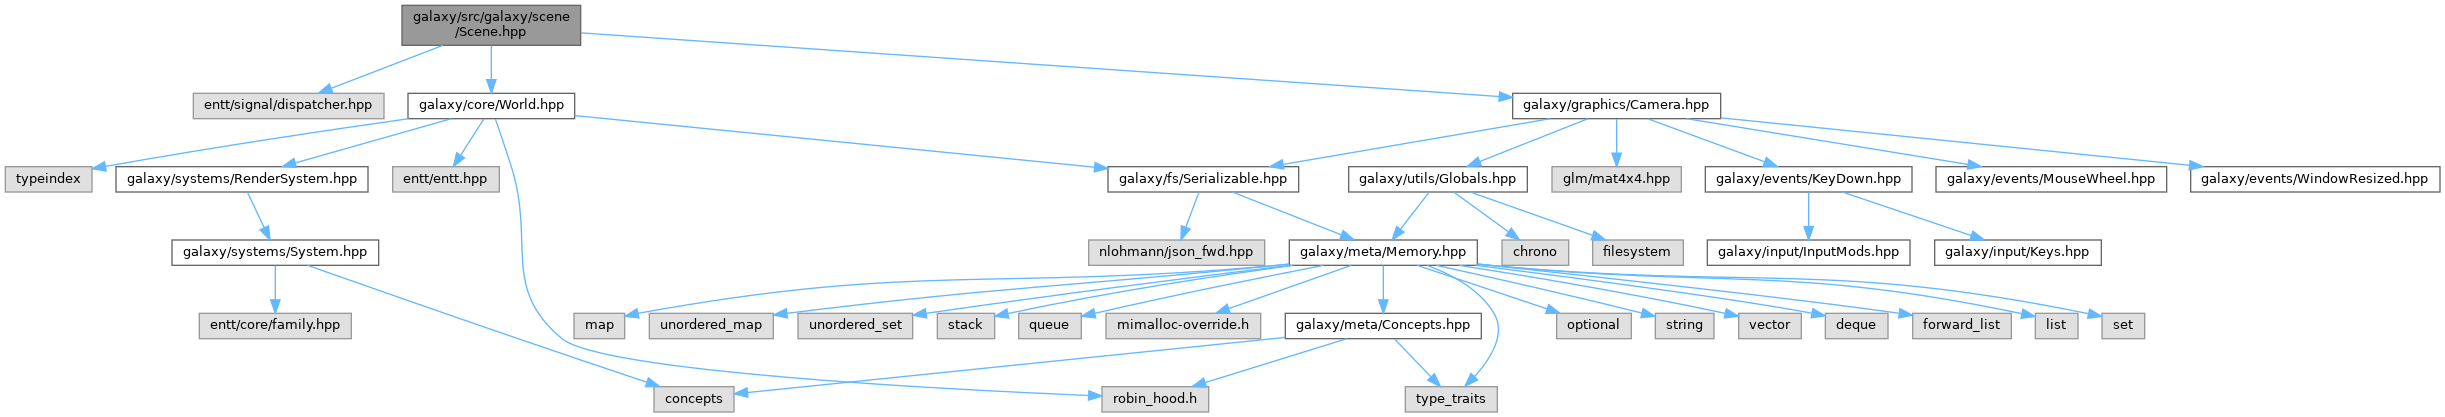 galaxy/src/galaxy/scene
/Scene.hpp
entt/signal/dispatcher.hpp
galaxy/core/World.hpp
galaxy/graphics/Camera.hpp
typeindex
galaxy/systems/RenderSystem.hpp
entt/entt.hpp
galaxy/fs/Serializable.hpp
galaxy/utils/Globals.hpp
glm/mat4x4.hpp
galaxy/events/KeyDown.hpp
galaxy/events/MouseWheel.hpp
galaxy/events/WindowResized.hpp
galaxy/systems/System.hpp
nlohmann/json_fwd.hpp
galaxy/meta/Memory.hpp
chrono
filesystem
galaxy/input/InputMods.hpp
galaxy/input/Keys.hpp
entt/core/family.hpp
map
unordered_map
unordered_set
stack
queue
mimalloc-override.h
galaxy/meta/Concepts.hpp
optional
string
vector
deque
forward_list
list
set
concepts
robin_hood.h
type_traits